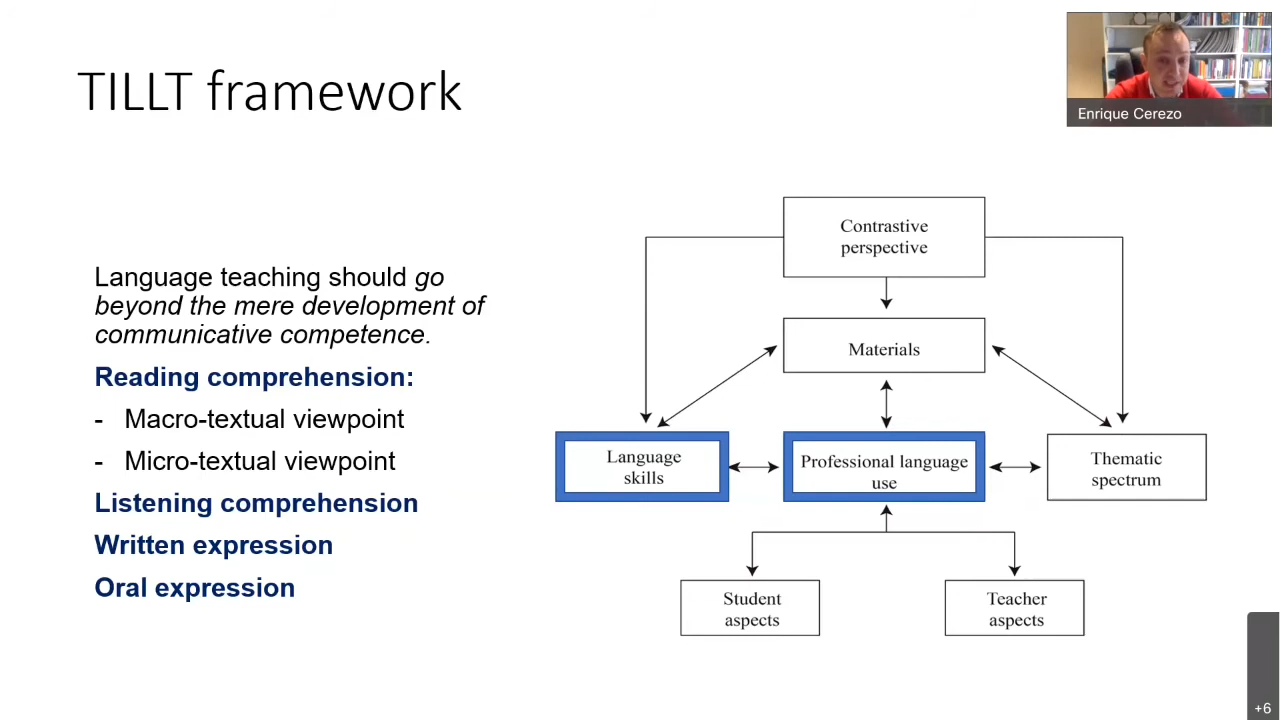 TILLT framework
Enrique Cerezo
Language teaching should go
beyond the mere development of
communicative competence.
Reading comprehension:
- Macro-textual viewpoint
- Micro-textual viewpoint
Listening comprehension
Written expression
Oral expression
Contrastive
perspective
Materials
Language
skills
Professional language
use
Thematic
spectrum
Student
aspects
Teacher
aspects
+6